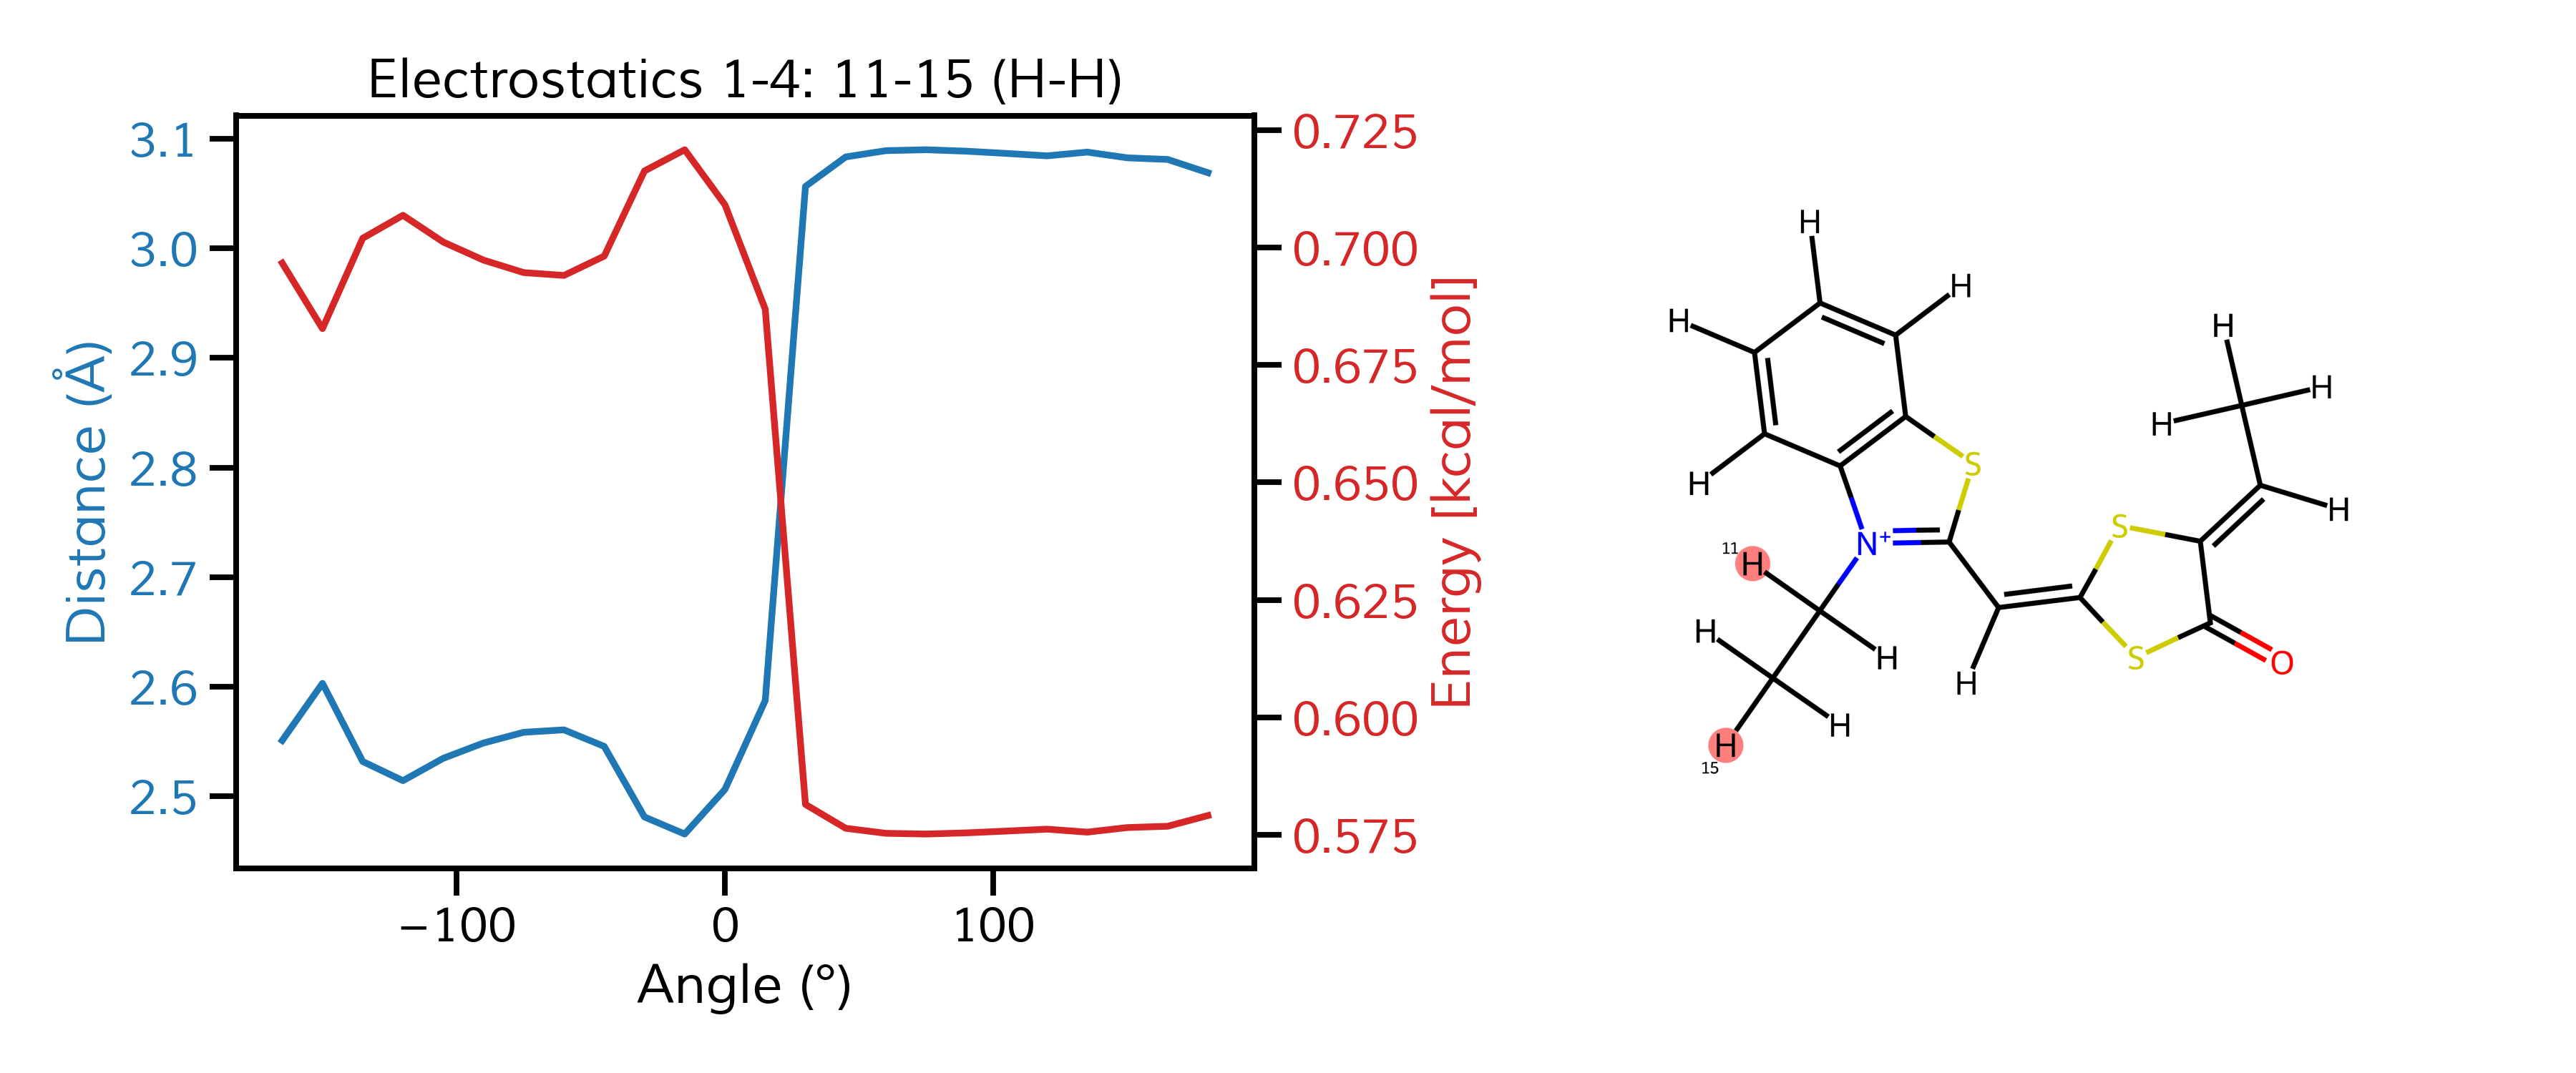 Electrostatics 1-4: 11-15 (H-H)
3.1
3.0
2.9
2.8
2.7
2.6
2.5
Distance (Å)
0.725
0.700
0.675
0.650
0.625
0.600
0.575
Energy [kcal/mol]
−100 0 100
Angle (°)
H
H
H
H
H
H
H
S
H
H
S
N⁺
11
H
H
H
S
O
H
H
H
15